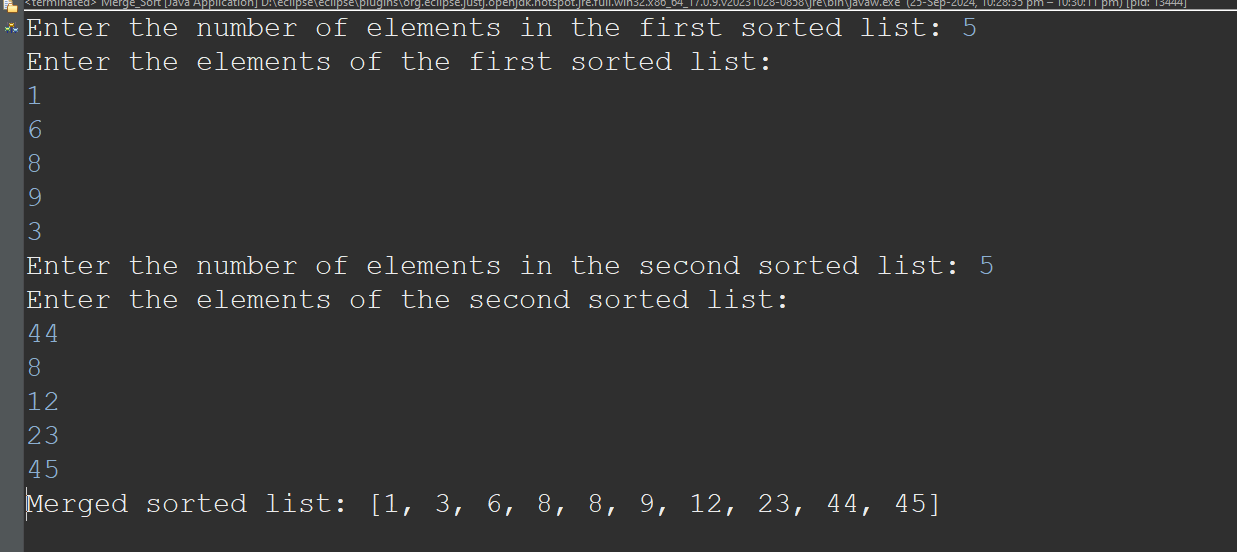 <terminated> Merge_Sort [Java Application] D:\eclipse\eclipse\plugins\org.eclipse.justj.openjdk.hotspot.jre.full.win32.x86_64_17.0.9.v20231028-0858\jre\bin\javaw.exe (25-Sep-2024, 10:28:35 pm – 10:30:11 pm) [pid: 13444]
Enter the number of elements in the first sorted list: 5
Enter the elements of the first sorted list:
1
6
8
9
3
Enter the number of elements in the second sorted list: 5
Enter the elements of the second sorted list:
44
8
12
23
45
Merged sorted list: [1, 3, 6, 8, 8, 9, 12, 23, 44, 45]